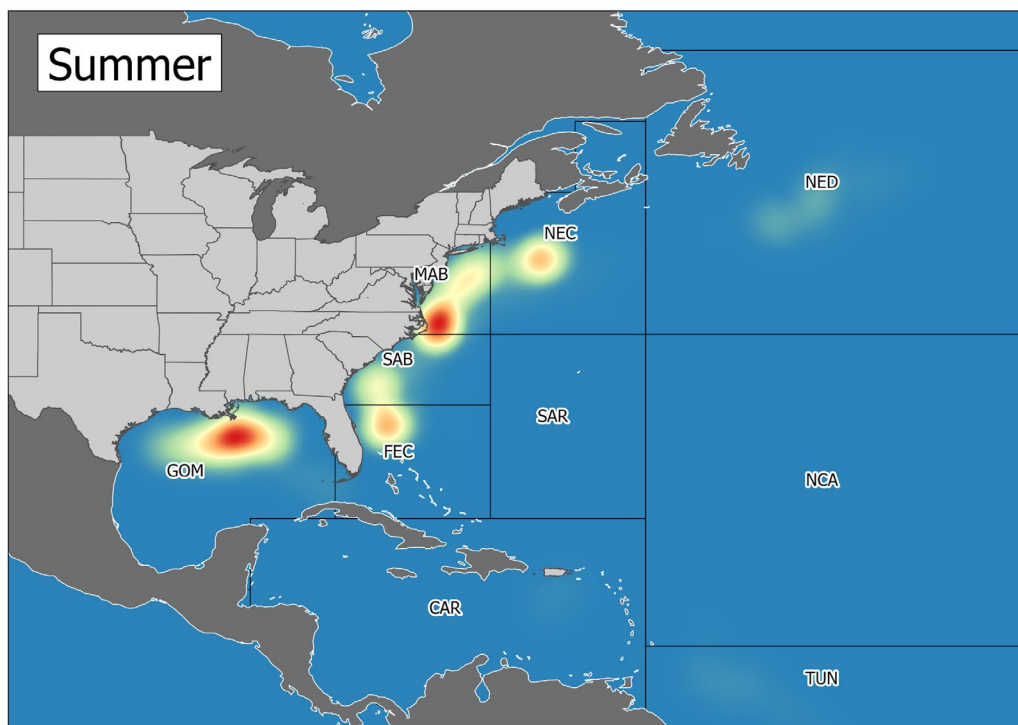 Summer
NED
NEC
MAB
SAB
SAR
FEC
GOM
NCA
CAR
TUN